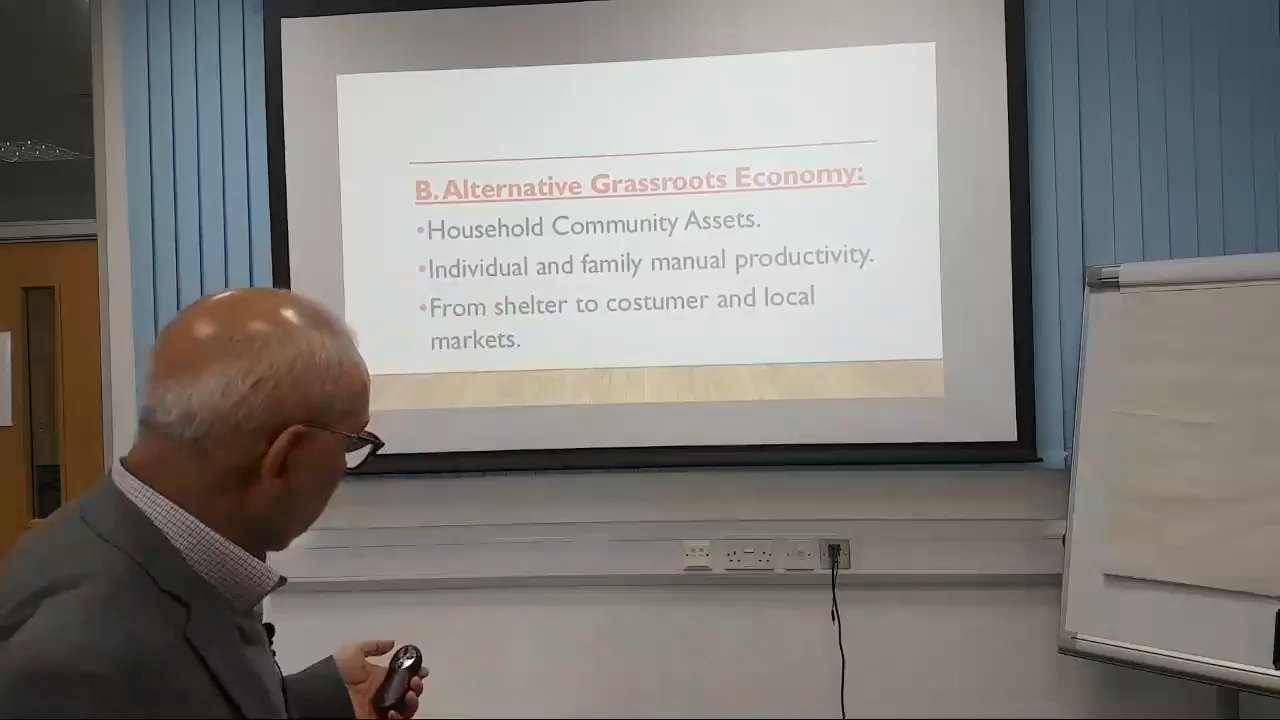 B. Alternative Grassroots Economy:
•Household Community Assets.
•Individual and family manual productivity.
•From shelter to costumer and local
markets.